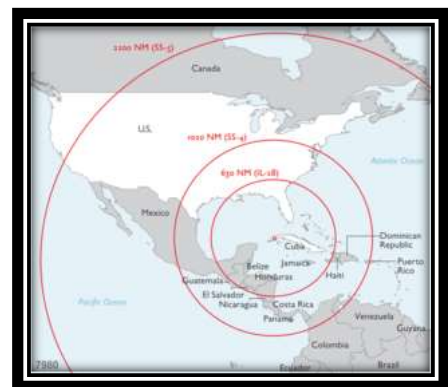 2200 NM (SS-5)
Canada
U.S.
1020 NM (SS-4)
Atlantic Ocean
630 NM (IL-28)
Mexico
Dominican
Republic
Cuba
Jamaica
Puerto
Rico
Haiti
Belize
Honduras
Guatemala
El Salvador
Nicaragua
Costa Rica
Panama
Pacific Ocean
Venezuela
Guyana
Colombia
Ecuador
Brazil
7980